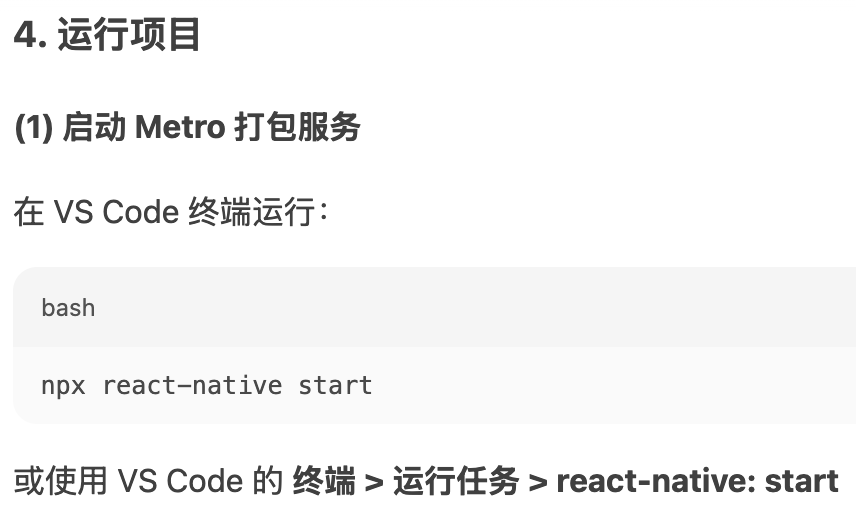 4. 运行项目
(1) 启动 Metro 打包服务
在 VS Code 终端运行：
bash
npx react-native start
或使用 VS Code 的 终端 > 运行任务 > react-native: start